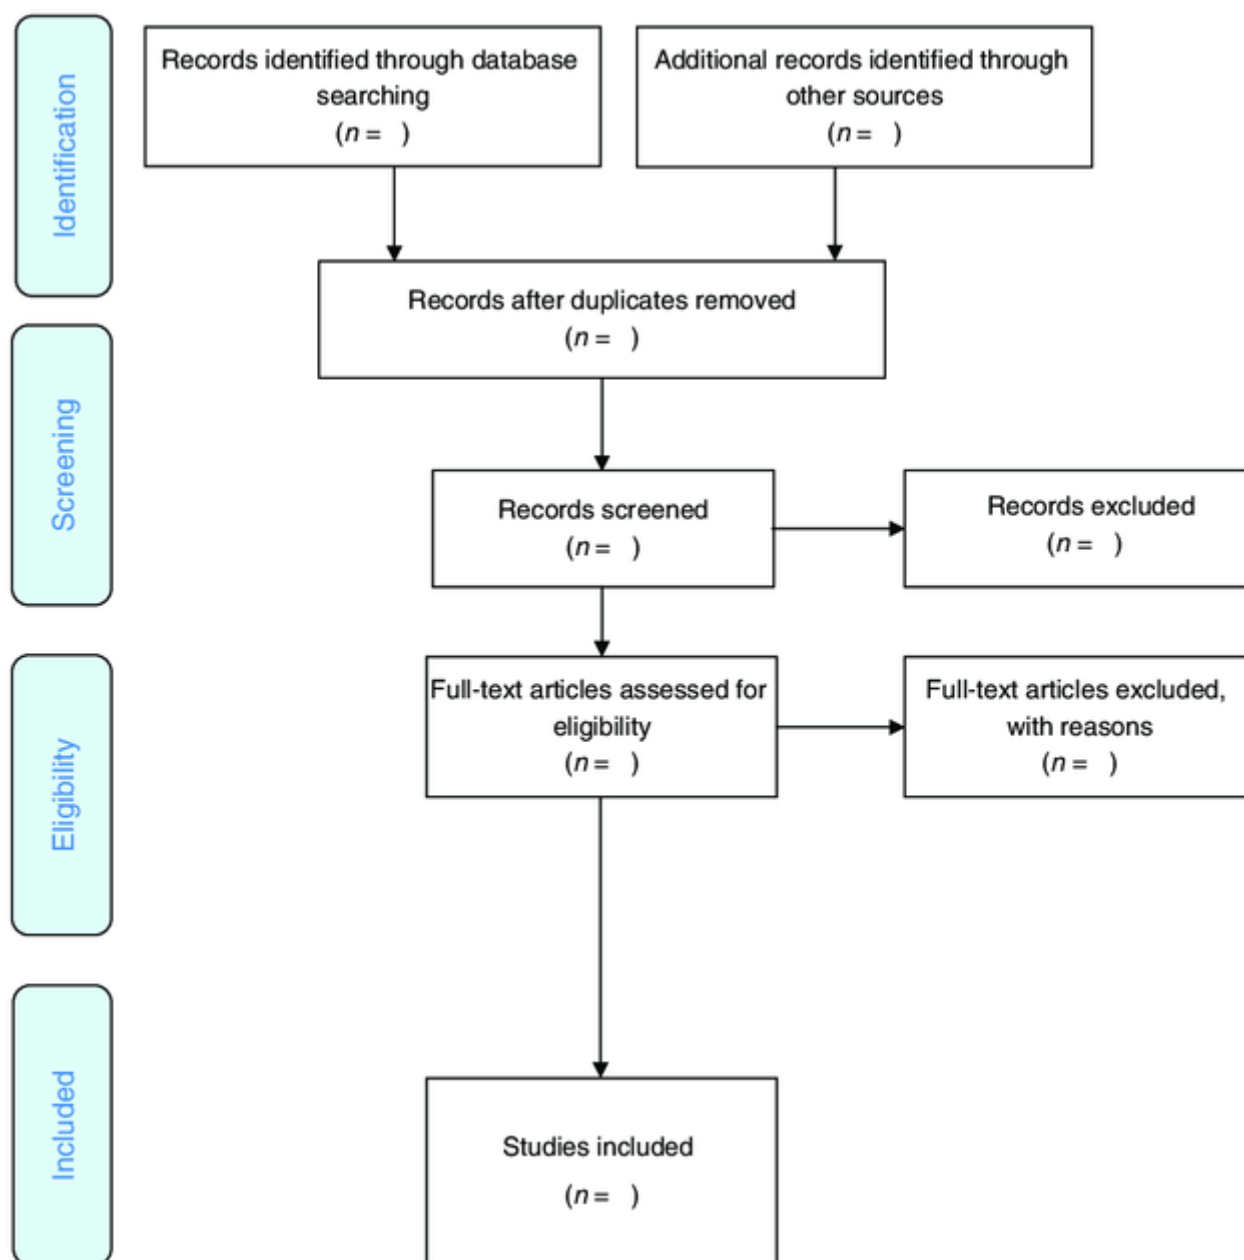 Identification
Records identified through database
searching
(n =   )
Additional records identified through
other sources
(n =   )
Records after duplicates removed
(n =   )
Screening
Records screened
(n =   )
Records excluded
(n =   )
Eligibility
Full-text articles assessed for
eligibility
(n =   )
Full-text articles excluded,
with reasons
(n =   )
Included
Studies included
(n =   )